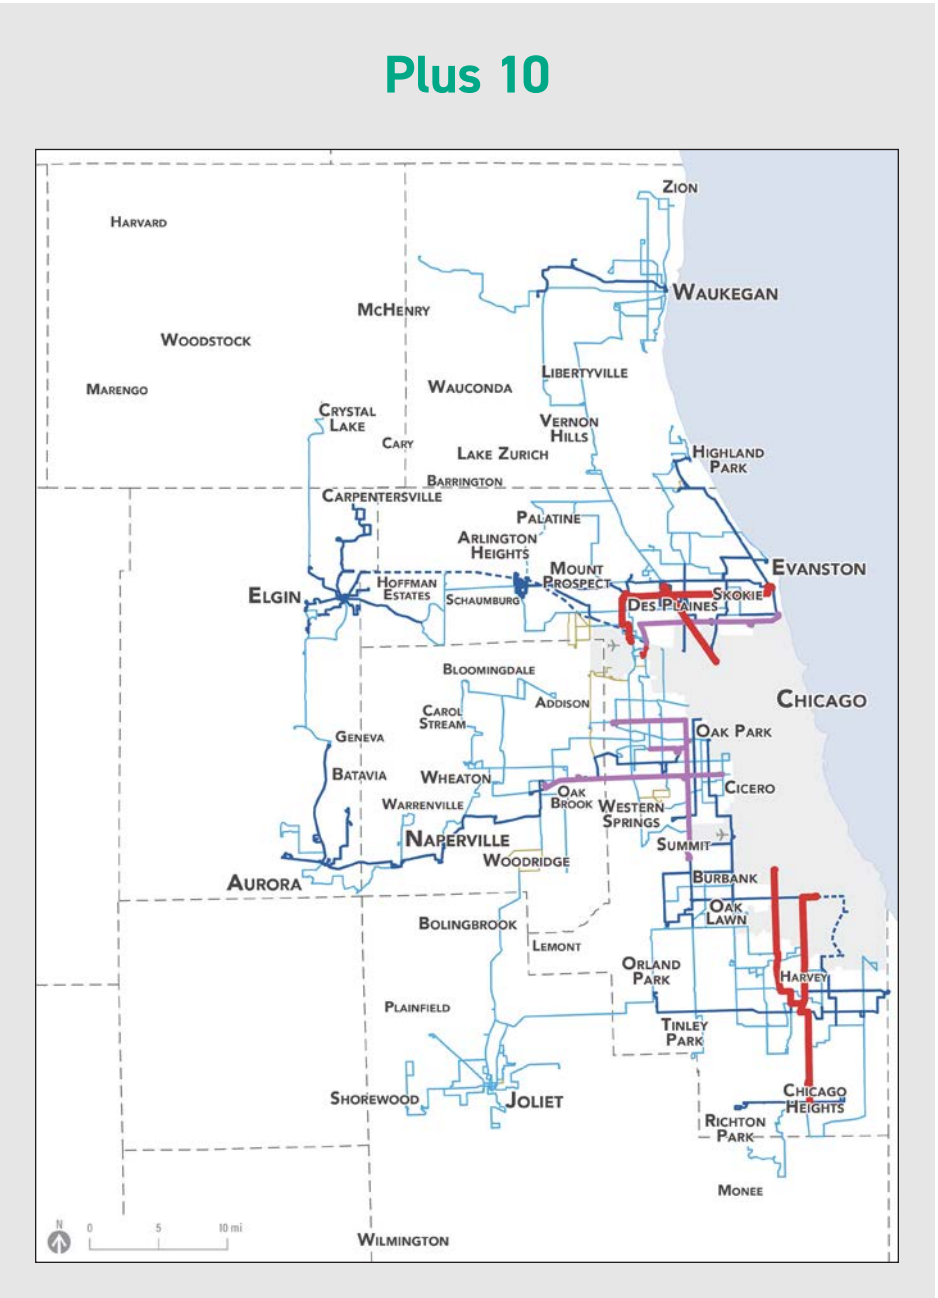 Plus 10
ZION
HARVARD
WAUKEGAN
MCHENRY
WOODSTOCK
LIBERTYVILLE
MARENGO
WAUCONDA
CRYSTAL
LAKE
VERNON
HILLS
CARY
LAKE ZURICH
HIGHLAND
PARK
BARRINGTON
CARPENTERSVILLE
PALATINE
ARLINGTON
HEIGHTS
MOUNT
PROSPECT
EVANSTON
ELGIN
HOFFMAN
ESTATES
SCHAUMBURG
SKOKIE
DES PLAINES
BLOOMINGDALE
ADDISON
CHICAGO
CAROL
STREAM
OAK PARK
GENEVA
BATAVIA
WHEATON
OAK
BROOK
CICERO
WARRENVILLE
WESTERN
SPRINGS
NAPERVILLE
SUMMIT
WOODRIDGE
AURORA
BURBANK
OAK
LAWN
BOLINGBROOK
LEMONT
ORLAND
PARK
HARVEY
PLAINFIELD
TINLEY
PARK
SHOREWOOD
JOLIET
CHICAGO
HEIGHTS
RICHTON
PARK
MONEE
N
0 5 10 mi
WILMINGTON